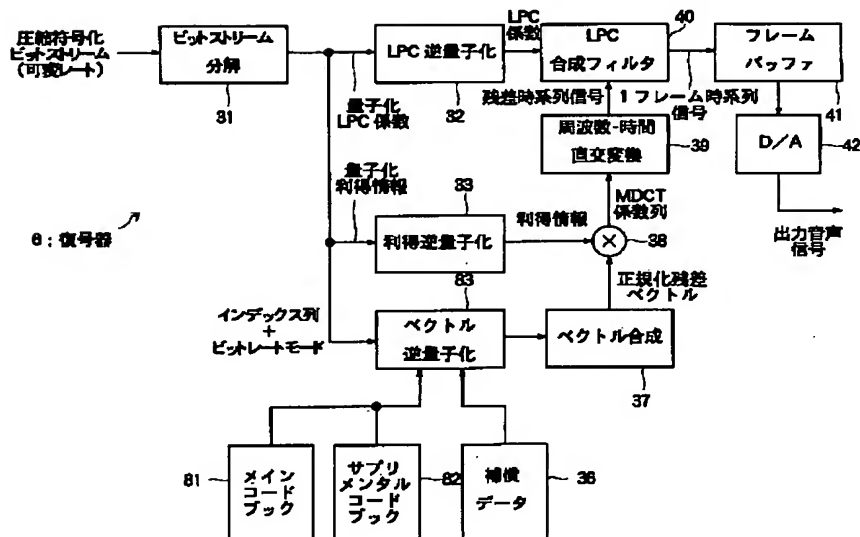 圧縮符号化
ビットストリーム
(可変レート)
ビットストリーム
分解
31
量子化
LPC 係数
LPC 逆量子化
32
LPC
係数
LPC
合成フィルタ
40
フレーム
バッファ
41
残差時系列信号
1 フレーム時系列
信号
周波数-時間
直交変換
39
D/A
42
出力音声
信号
6:復号器
量子化
利得情報
33
利得逆量子化
利得情報
MDCT
係数列
×
38
正規化残差
ベクトル
83
インデックス列
+
ビットレートモード
ベクトル
逆量子化
ベクトル合成
37
81
メイン
コード
ブック
サプリ
メンタル
コード
ブック
82
補償
データ
36